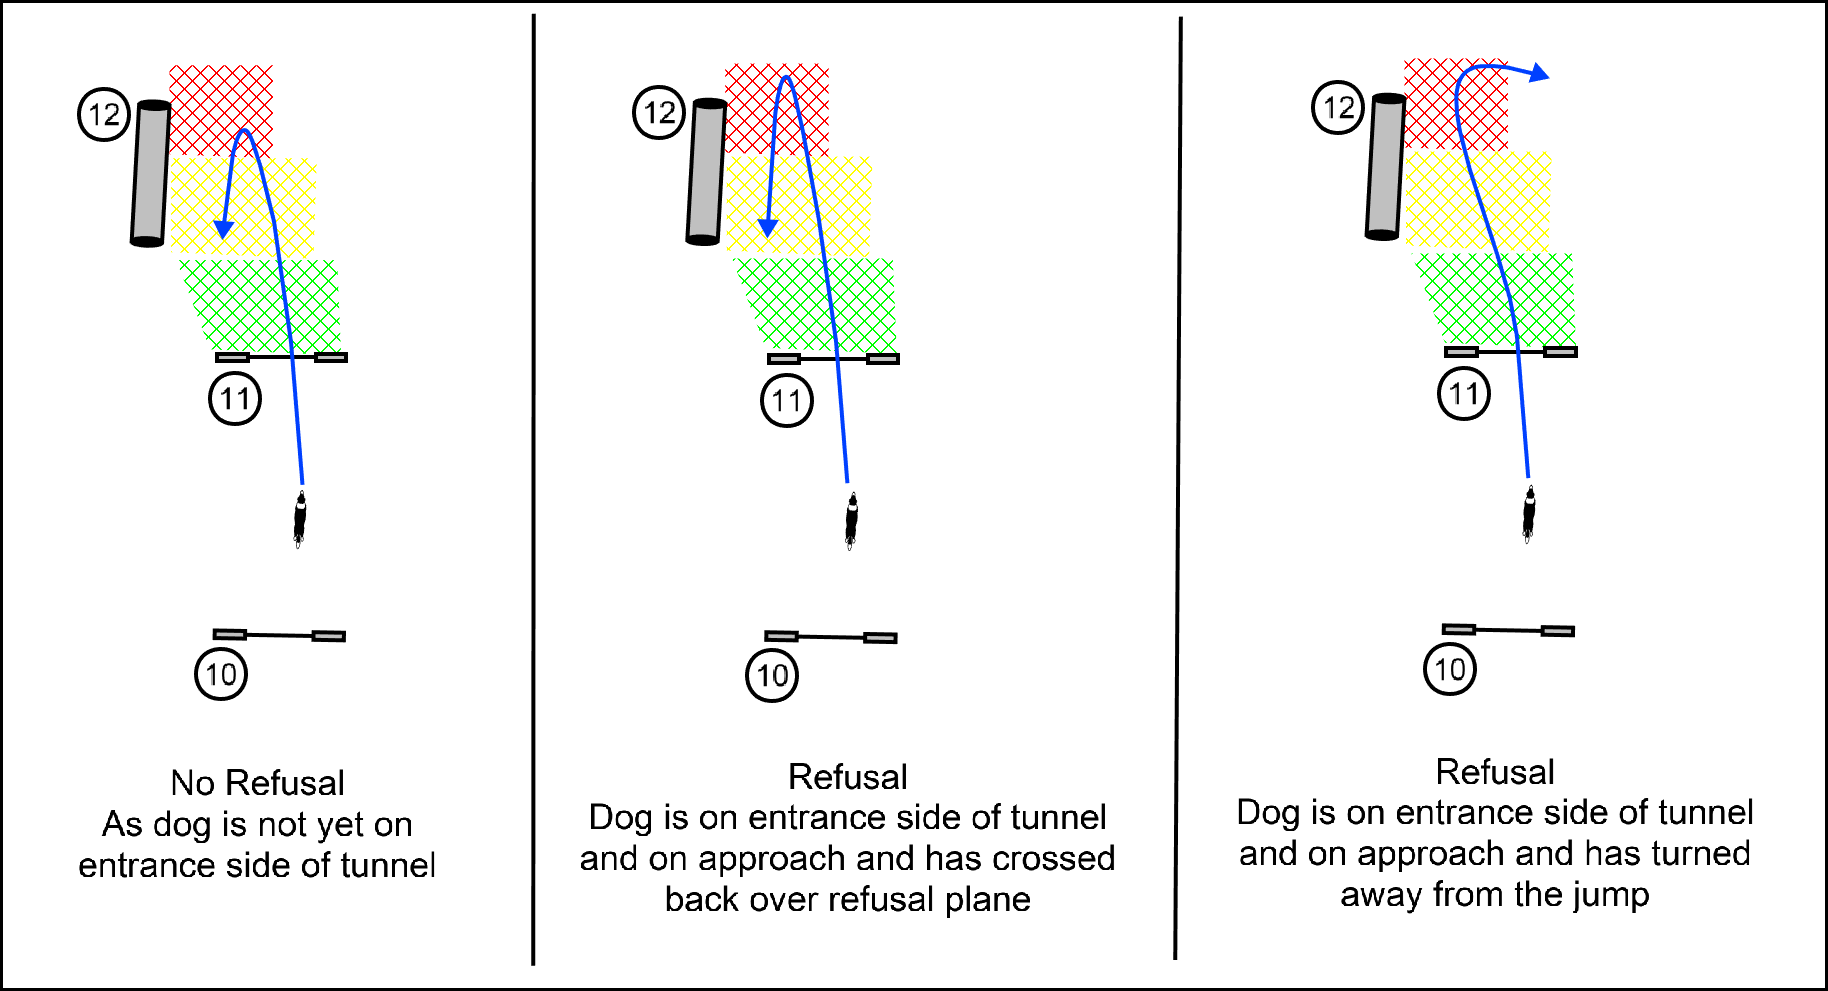 12
11
10
No Refusal
As dog is not yet on
entrance side of tunnel
12
11
10
Refusal
Dog is on entrance side of tunnel
and on approach and has crossed
back over refusal plane
12
11
10
Refusal
Dog is on entrance side of tunnel
and on approach and has turned
away from the jump